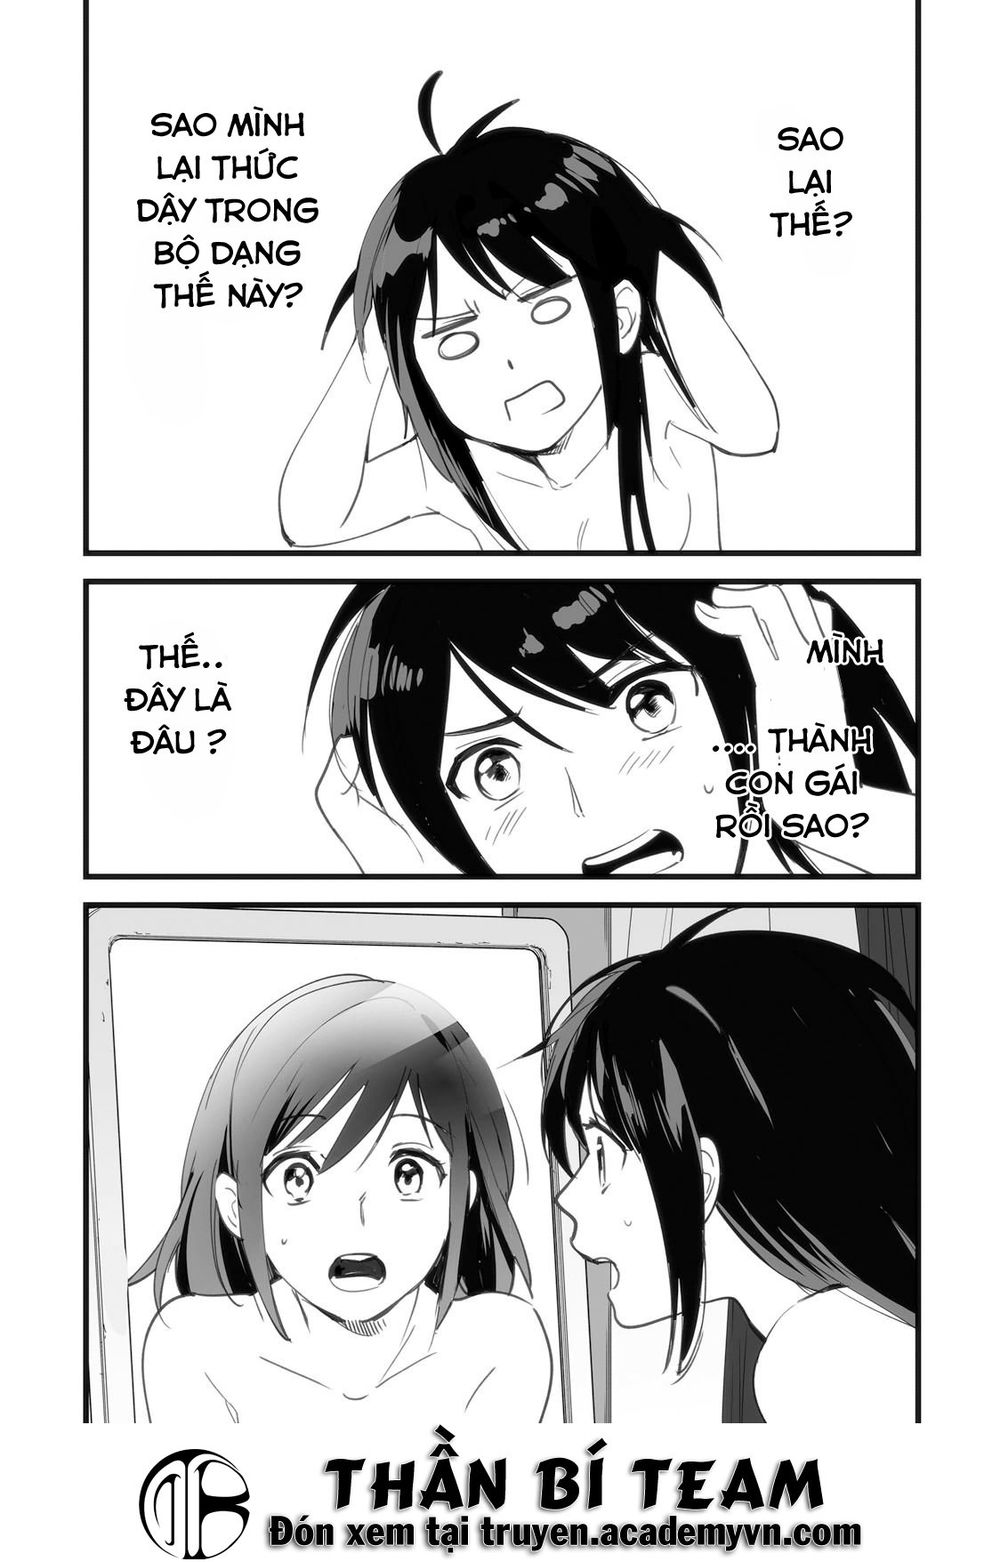 SAO
LẠI
THẾ?
SAO MÌNH
LẠI THỨC
DẬY TRONG
BỘ DẠNG
THẾ NÀY?
MÌNH
.... THÀNH
CON GÁI
RỒI SAO?
THẾ..
ĐÂY LÀ
ĐÂU ?
THẦN BÍ TEAM
Đón xem tại truyen.academyvn.com